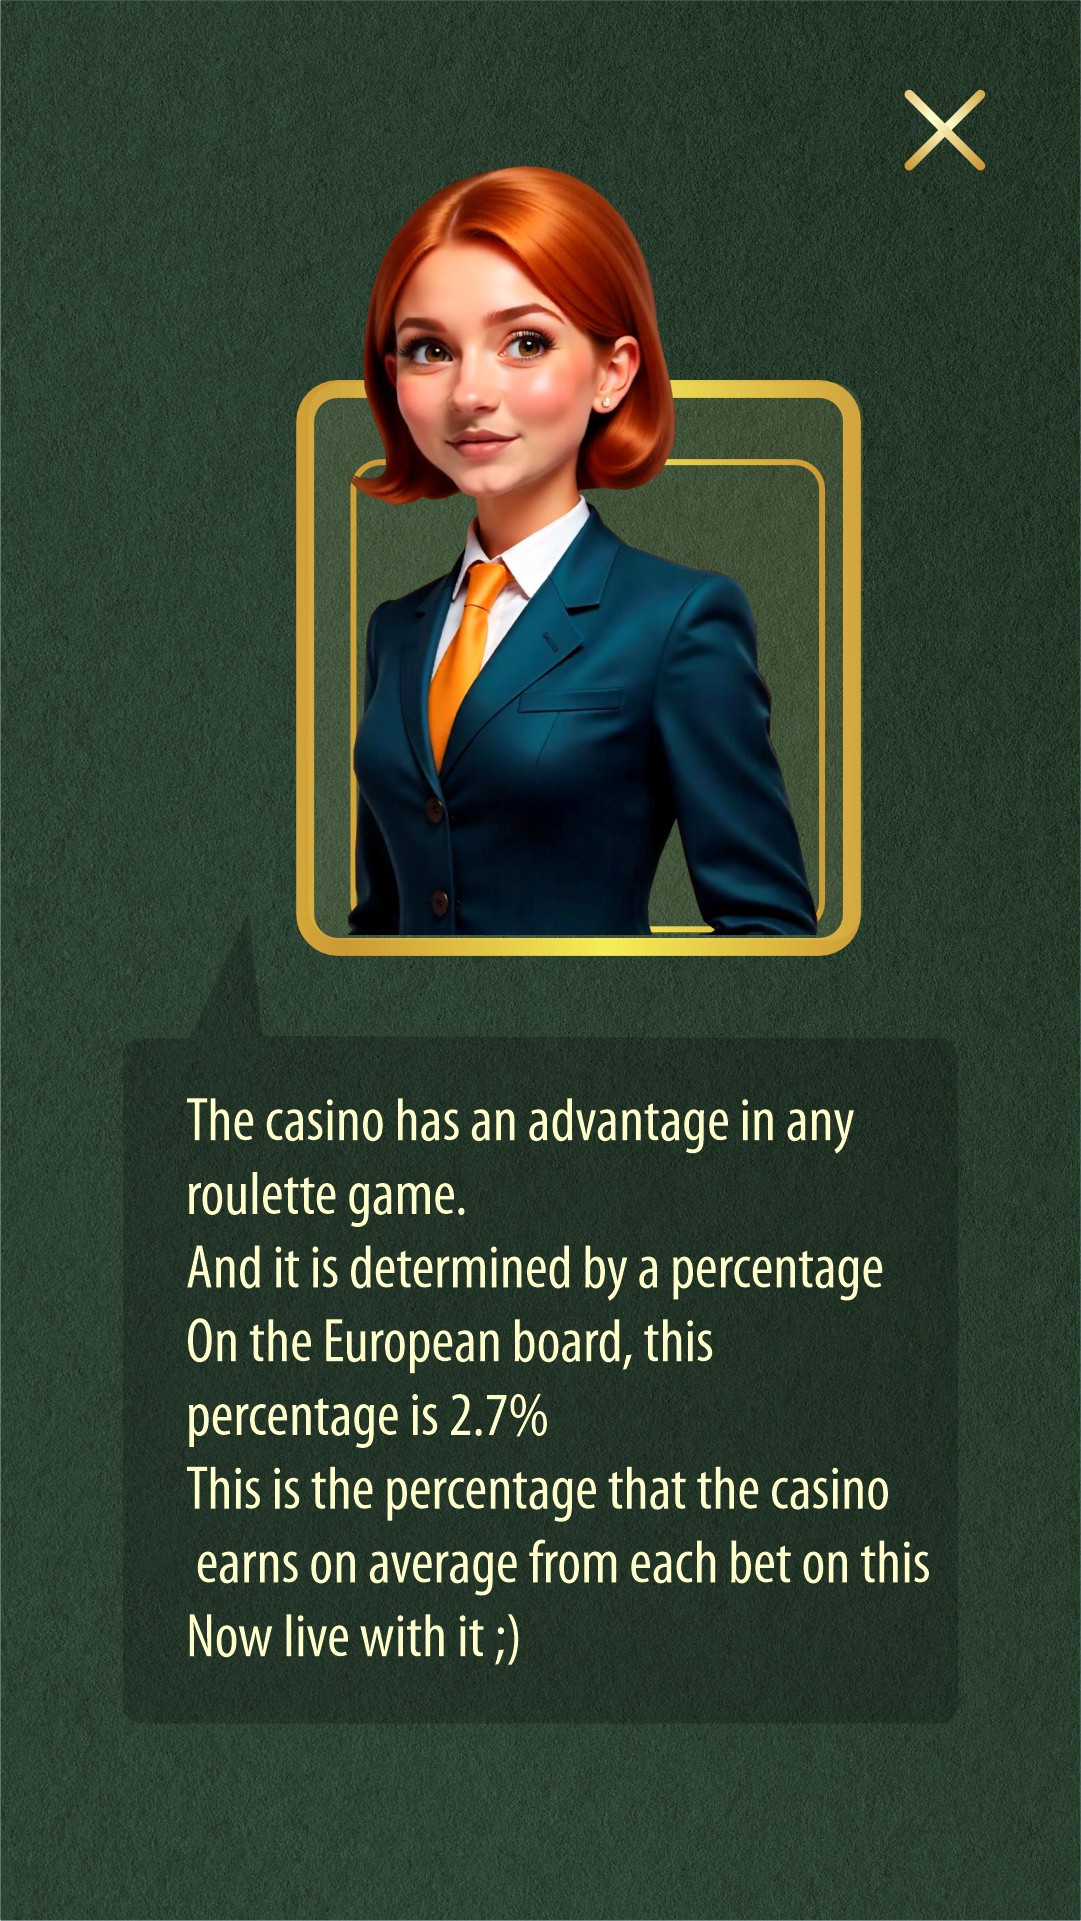 The casino has an advantage in any
roulette game.
And it is determined by a percentage
On the European board, this
percentage is 2.7%
This is the percentage that the casino
earns on average from each bet on this
Now live with it ;)